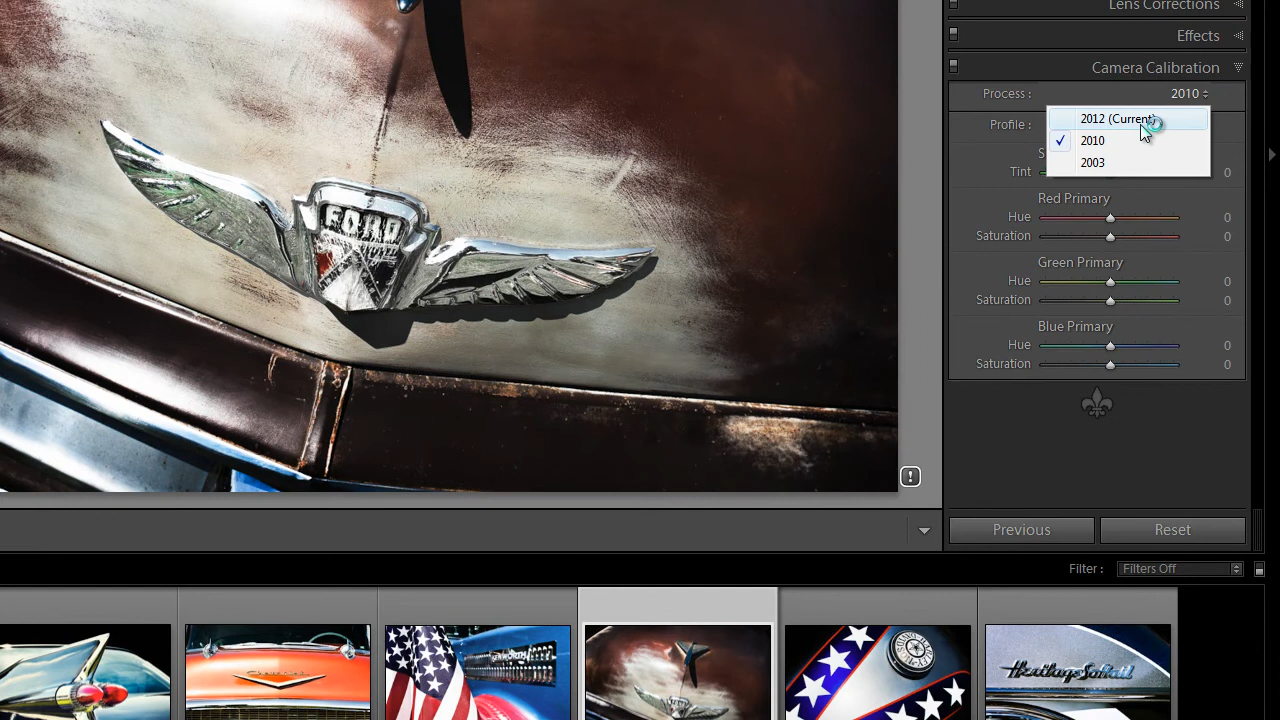 Lens Corrections
Effects
Camera Calibration
Process : 2010
2012 (Current)
Profile :
2010
2003
Tint 0
Red Primary
Hue 0
Saturation 0
Green Primary
Hue 0
Saturation 0
Blue Primary
Hue 0
Saturation 0
FORD
!
Previous Reset
Filter : Filters Off
Heritage Softail